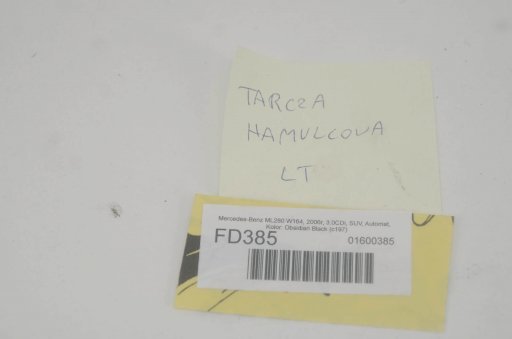 TARCZA
HAMULCOWA
LT
Mercedes-Benz ML280 W164, 2006r, 3.0CDI, SUV, Automat,
Kolor: Obsidian Black (c197)
FD385 01600385